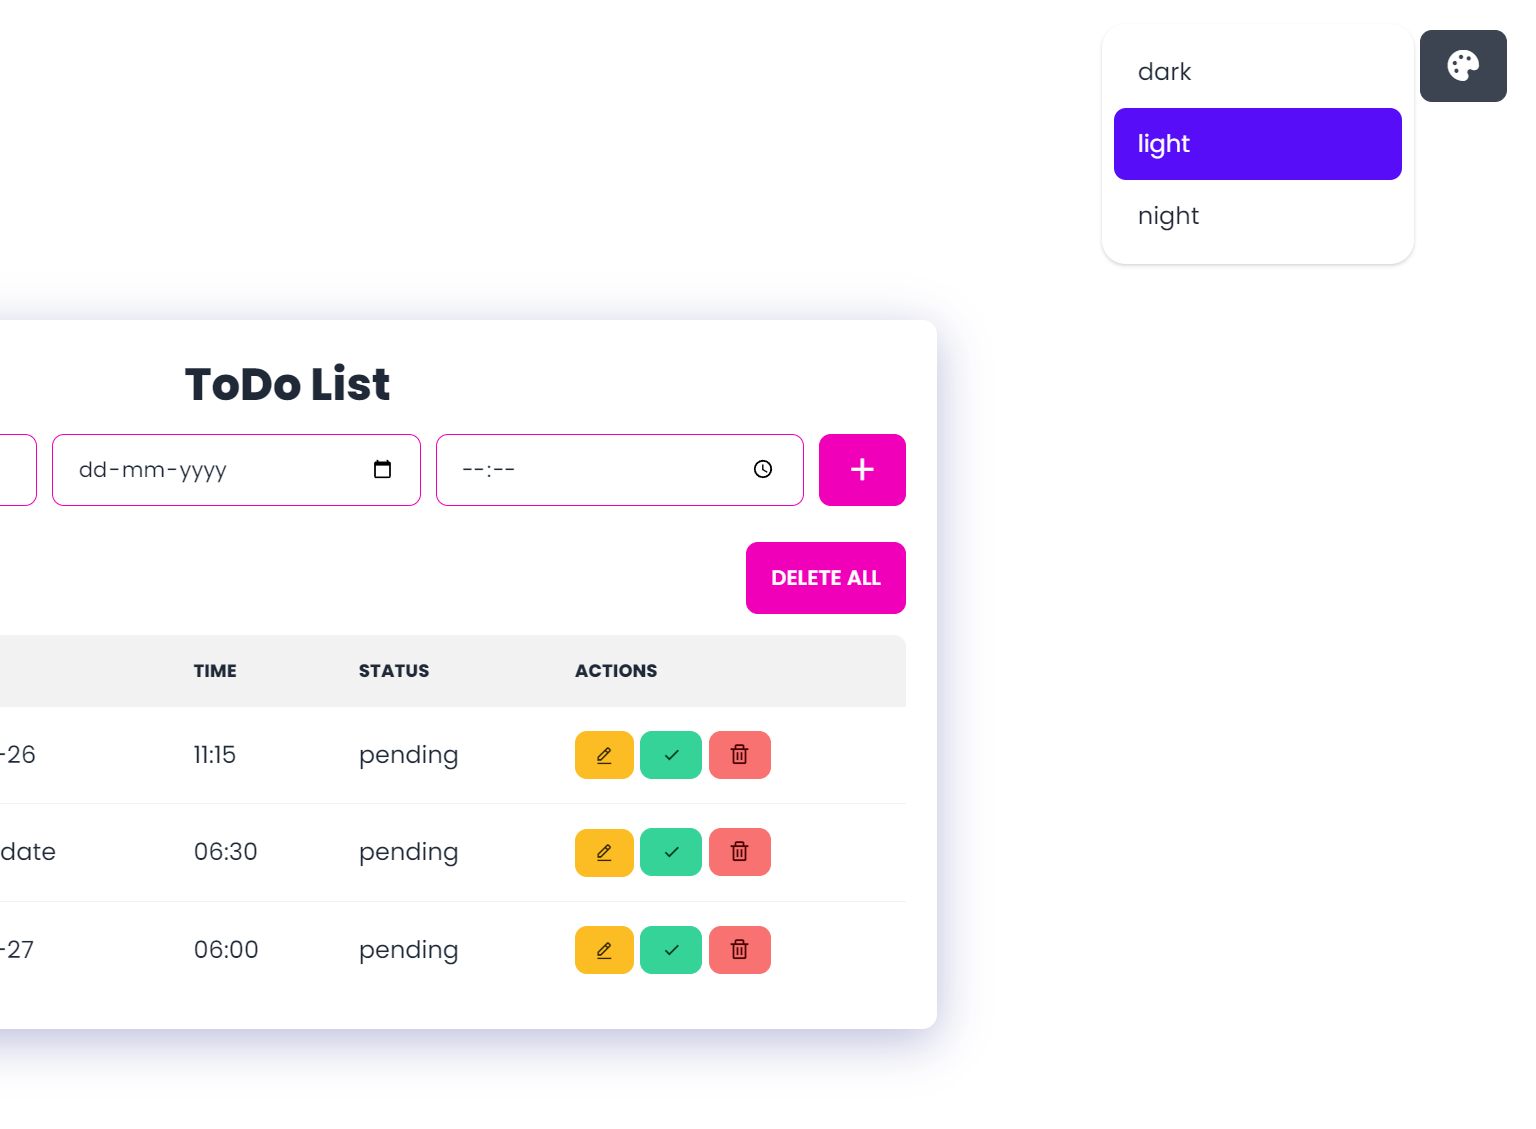 dark
light
night
ToDo List
dd-mm-yyyy
--:--
+
DELETE ALL
TIME STATUS ACTIONS
-26 11:15 pending
date 06:30 pending
-27 06:00 pending